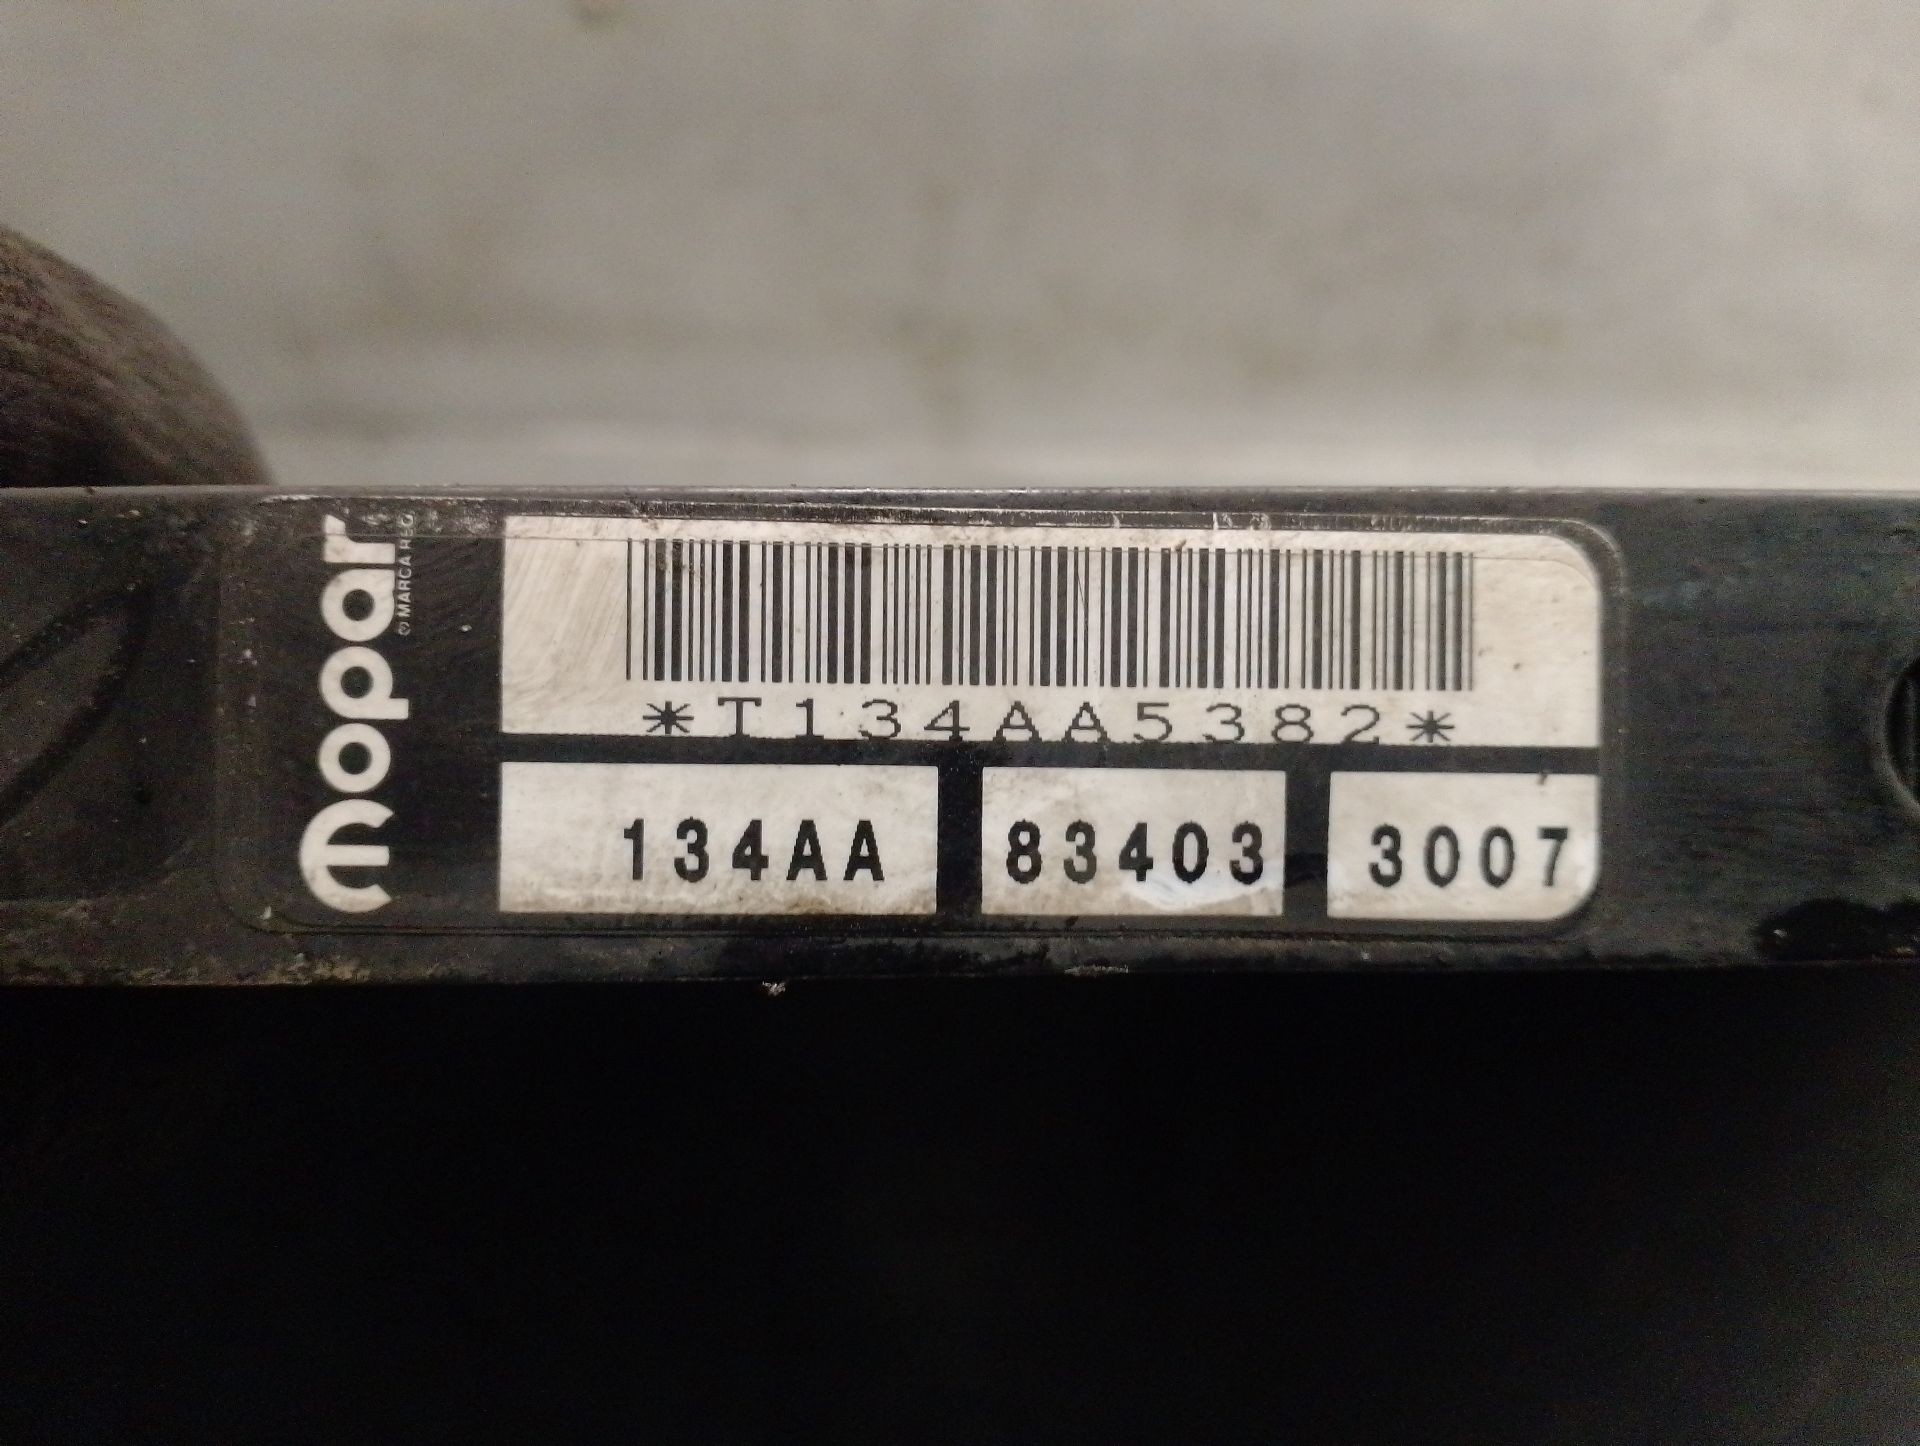 mopar
MARCA REG.
*T134AA5382*
134AA 83403 3007